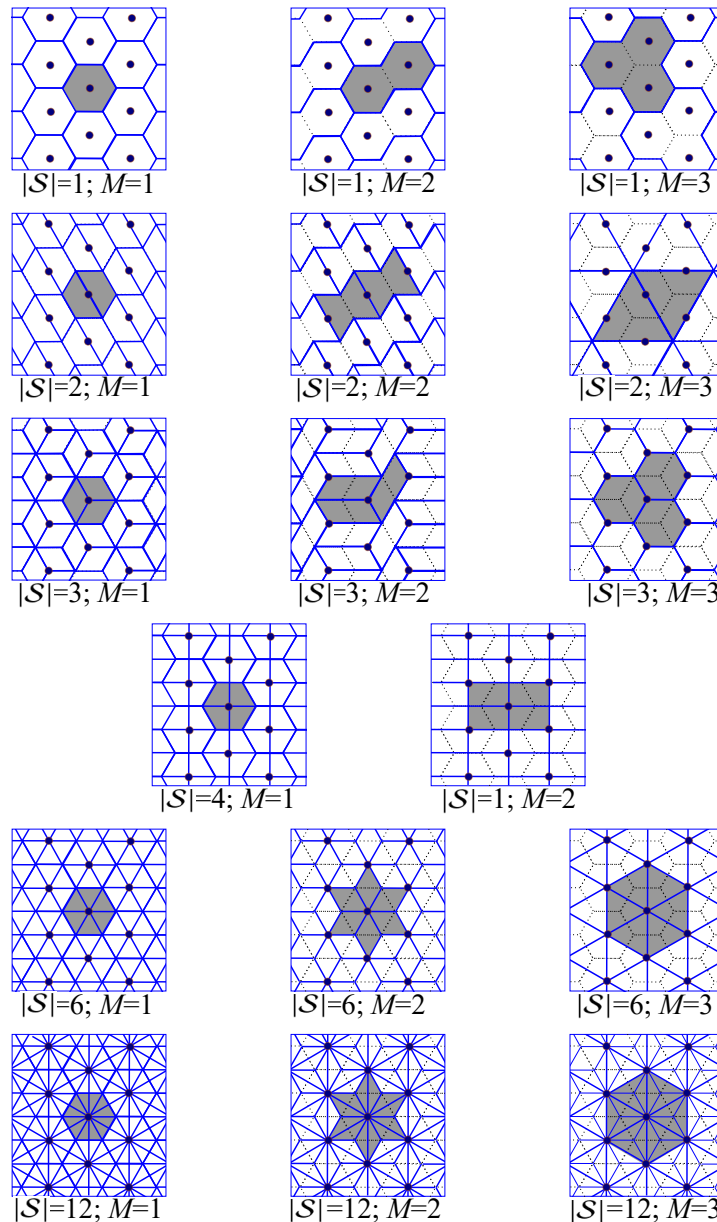 |𝒮|=1; M=1 |𝒮|=1; M=2 |𝒮|=1; M=3
|𝒮|=2; M=1 |𝒮|=2; M=2 |𝒮|=2; M=3
|𝒮|=3; M=1 |𝒮|=3; M=2 |𝒮|=3; M=3
|𝒮|=4; M=1 |𝒮|=1; M=2
|𝒮|=6; M=1 |𝒮|=6; M=2 |𝒮|=6; M=3
|𝒮|=12; M=1 |𝒮|=12; M=2 |𝒮|=12; M=3